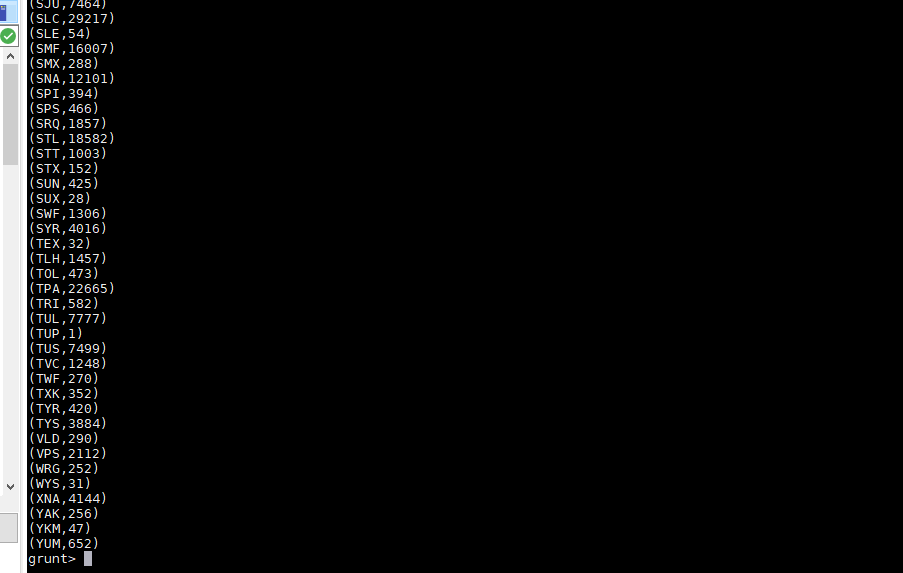 (SJU,7464)
(SLC,29217)
(SLE,54)
(SMF,16007)
(SMX,288)
(SNA,12101)
(SPI,394)
(SPS,466)
(SRQ,1857)
(STL,18582)
(STT,1003)
(STX,152)
(SUN,425)
(SUX,28)
(SWF,1306)
(SYR,4016)
(TEX,32)
(TLH,1457)
(TOL,473)
(TPA,22665)
(TRI,582)
(TUL,7777)
(TUP,1)
(TUS,7499)
(TVC,1248)
(TWF,270)
(TXK,352)
(TYR,420)
(TYS,3884)
(VLD,290)
(VPS,2112)
(WRG,252)
(WYS,31)
(XNA,4144)
(YAK,256)
(YKM,47)
(YUM,652)
grunt>